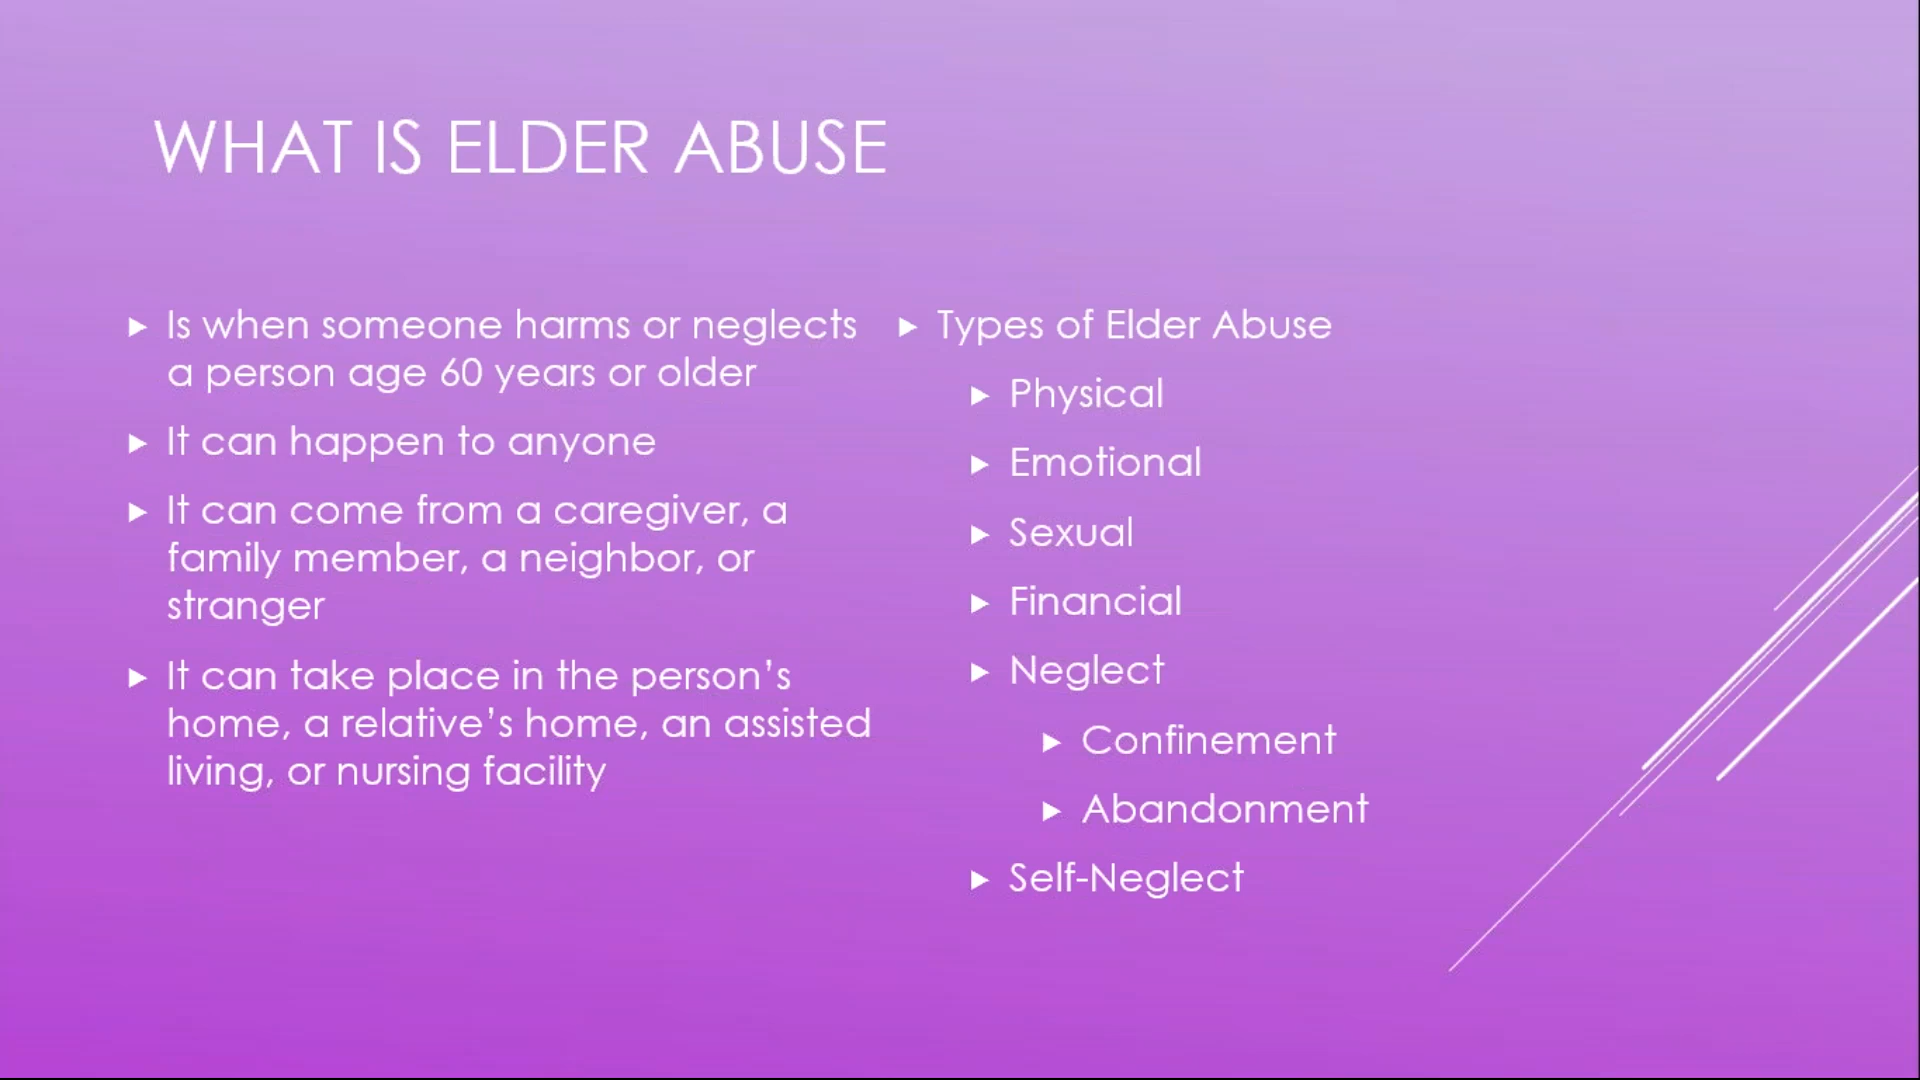 WHAT IS ELDER ABUSE
Is when someone harms or neglects
a person age 60 years or older
It can happen to anyone
It can come from a caregiver, a
family member, a neighbor, or
stranger
It can take place in the person’s
home, a relative’s home, an assisted
living, or nursing facility
Types of Elder Abuse
Physical
Emotional
Sexual
Financial
Neglect
Confinement
Abandonment
Self-Neglect